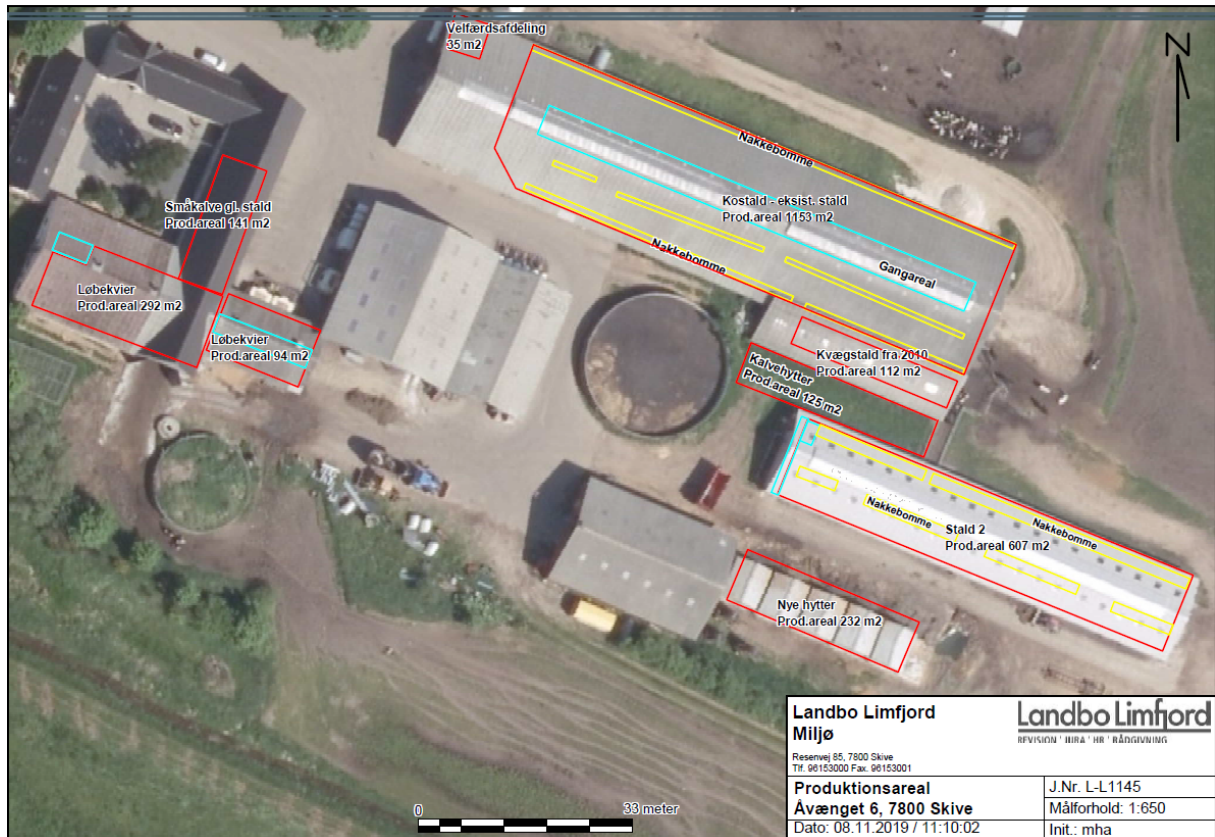 Velfærdsafdeling
35 m2
N
Nakkebomme
Småkalve gl. stald
Prod.areal 141 m2
Kostald - eksist. stald
Prod.areal 1153 m2
Nakkebomme
Gangareal
Løbekvier
Prod.areal 292 m2
Løbekvier
Prod.areal 94 m2
Kvægstald fra 2010
Prod.areal 112 m2
Kalvehytter
Prod.areal 125 m2
Nakkebomme
Nakkebomme
Stald 2
Prod.areal 607 m2
Nye hytter
Prod.areal 232 m2
0 33 meter
Landbo Limfjord
Miljø
Resenvej 85, 7800 Skive
Tlf. 96153000 Fax. 96153001
Landbo Limfjord
REVISION ' JURA ' HR ' RÅDGIVNING
Produktionsareal
Åvænget 6, 7800 Skive
Dato: 08.11.2019 / 11:10:02
J.Nr. L-L1145
Målforhold: 1:650
Init.: mha